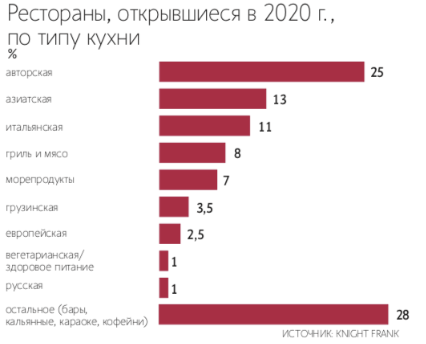 Рестораны, открывшиеся в 2020 г.,
по типу кухни
%
авторская 25
азиатская 13
итальянская 11
гриль и мясо 8
морепродукты 7
грузинская 3,5
европейская 2,5
вегетарианская/
здоровое питание 1
русская 1
остальное (бары,
кальянные, караоке, кофейни) 28
ИСТОЧНИК: KNIGHT FRANK